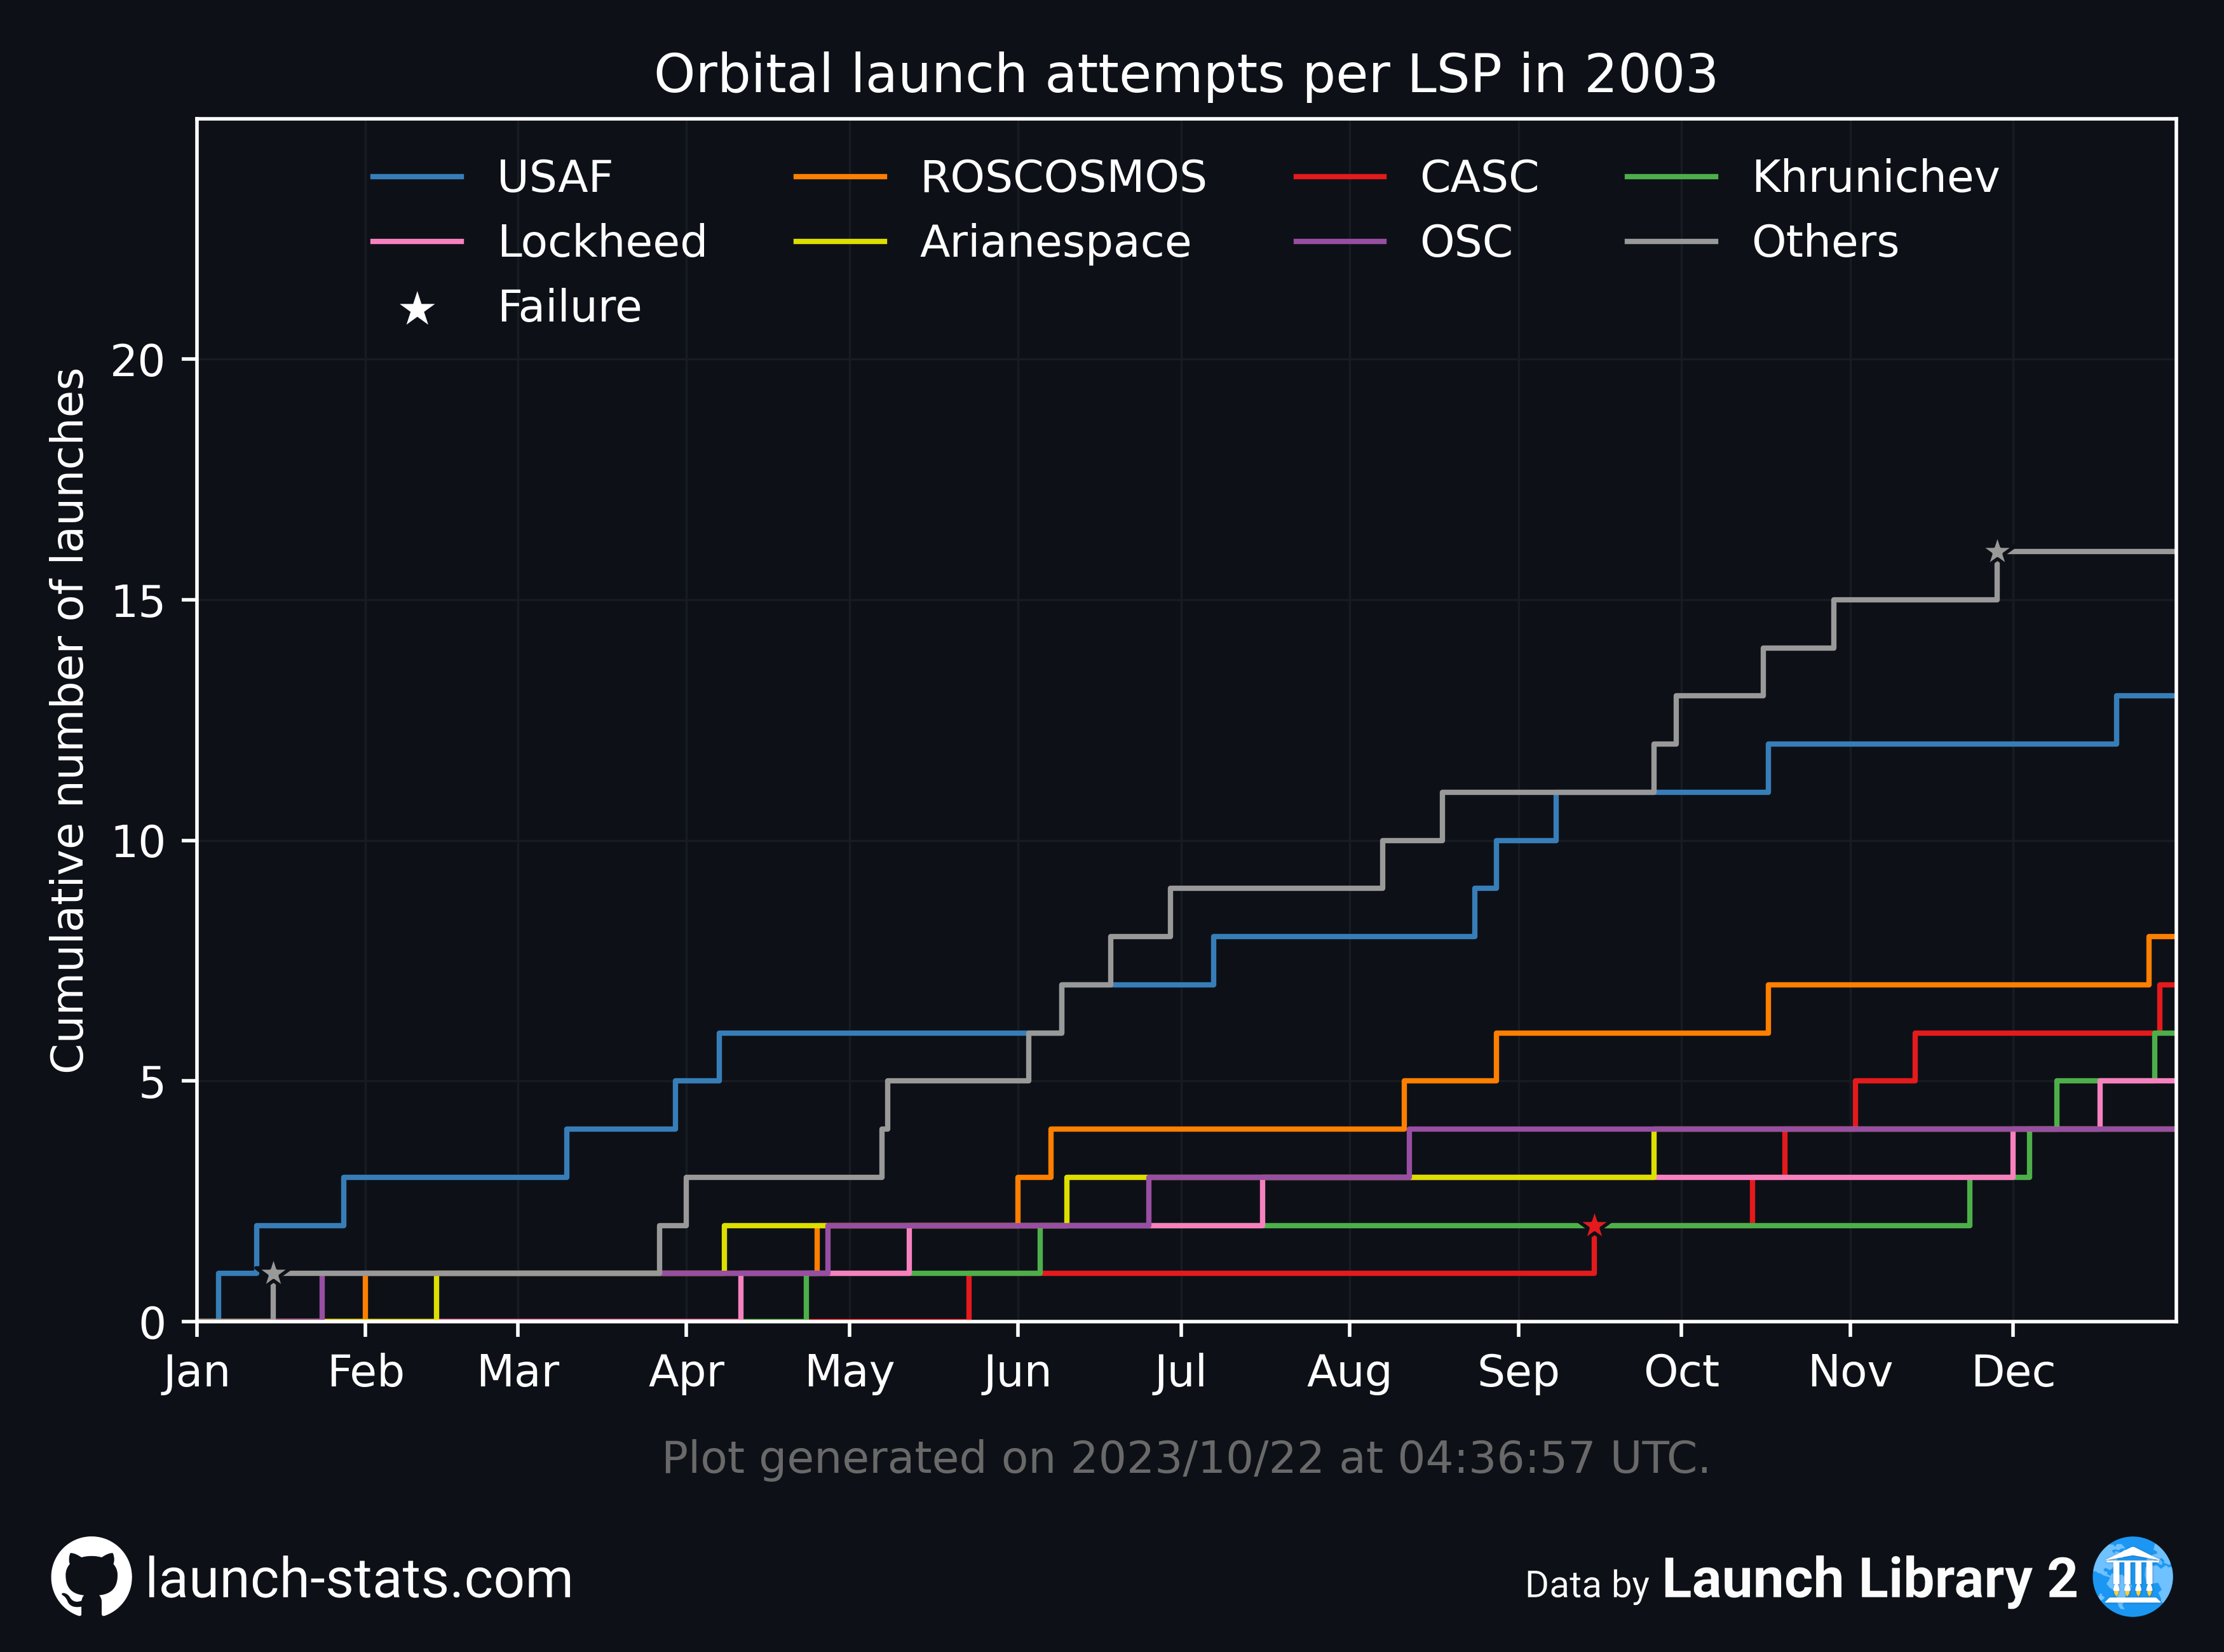 Orbital launch attempts per LSP in 2003
USAF ROSCOSMOS CASC Khrunichev
Lockheed Arianespace OSC Others
Failure
Cumulative number of launches
20
15
10
5
0
Jan Feb Mar Apr May Jun Jul Aug Sep Oct Nov Dec
Plot generated on 2023/10/22 at 04:36:57 UTC.
launch-stats.com
Data by Launch Library 2